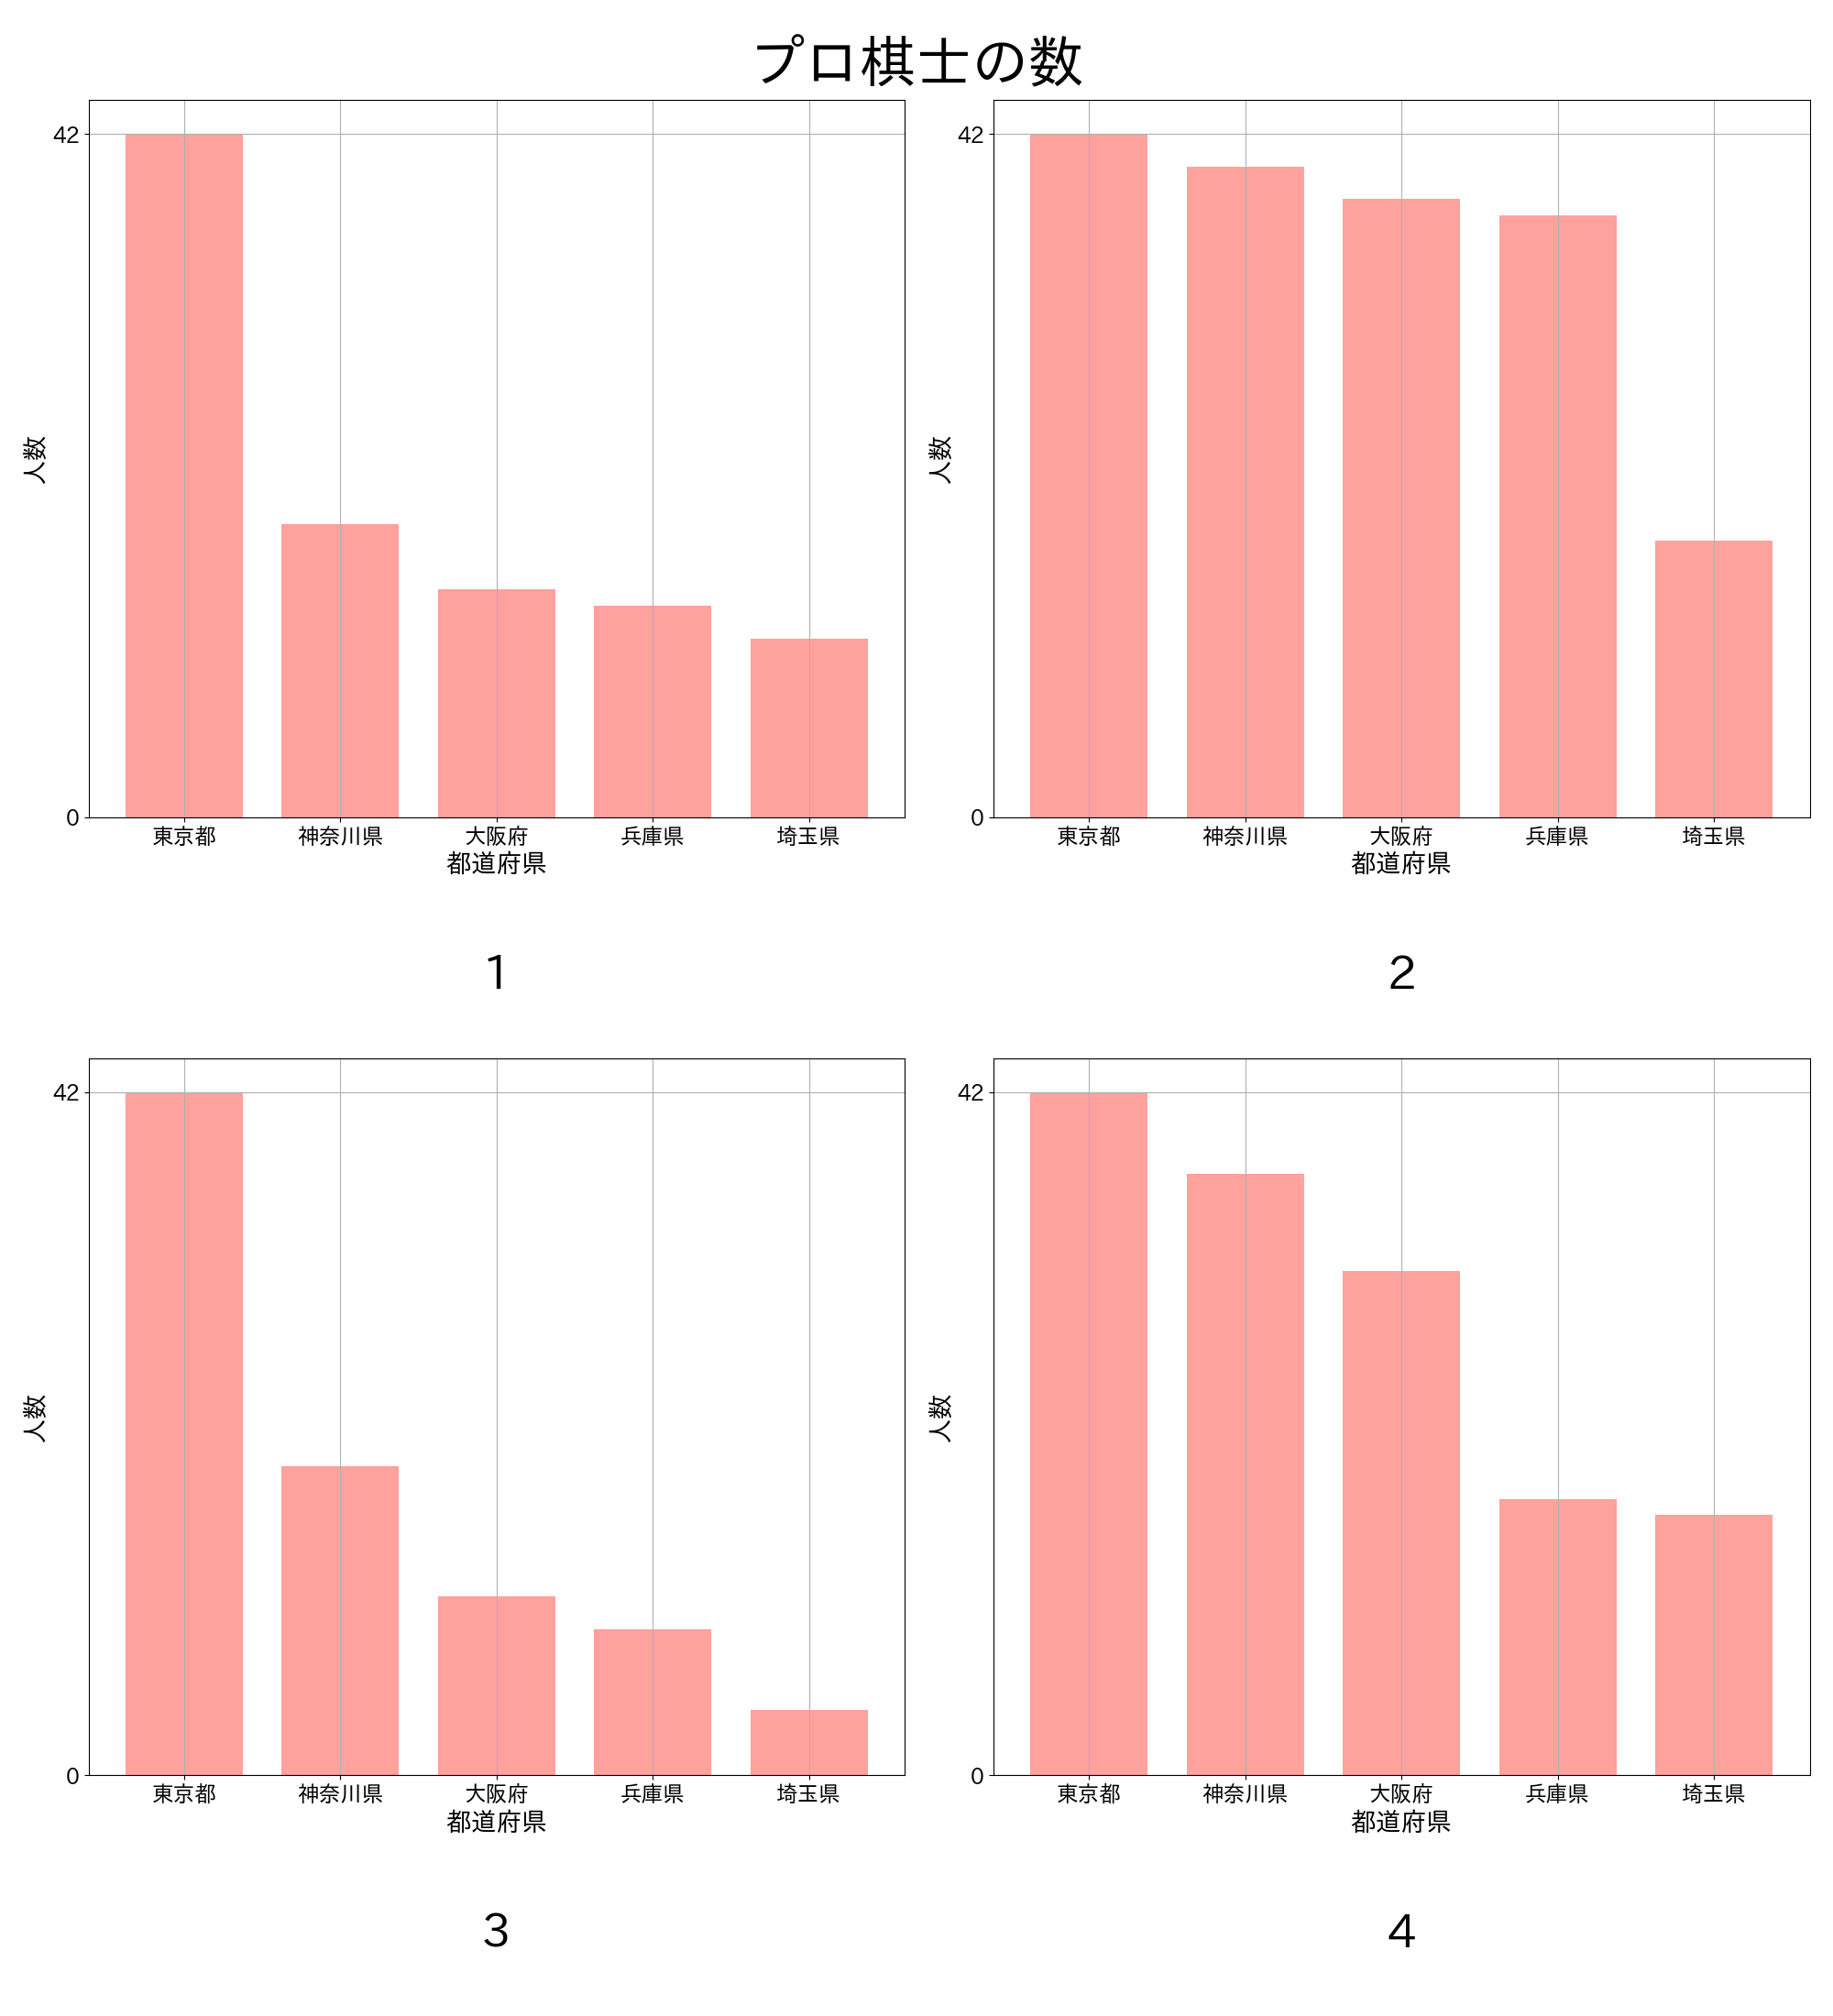 プロ棋士の数
42
人数
0
東京都 神奈川県 大阪府 兵庫県 埼玉県
都道府県
1
42
人数
0
東京都 神奈川県 大阪府 兵庫県 埼玉県
都道府県
2
42
人数
0
東京都 神奈川県 大阪府 兵庫県 埼玉県
都道府県
3
42
人数
0
東京都 神奈川県 大阪府 兵庫県 埼玉県
都道府県
4